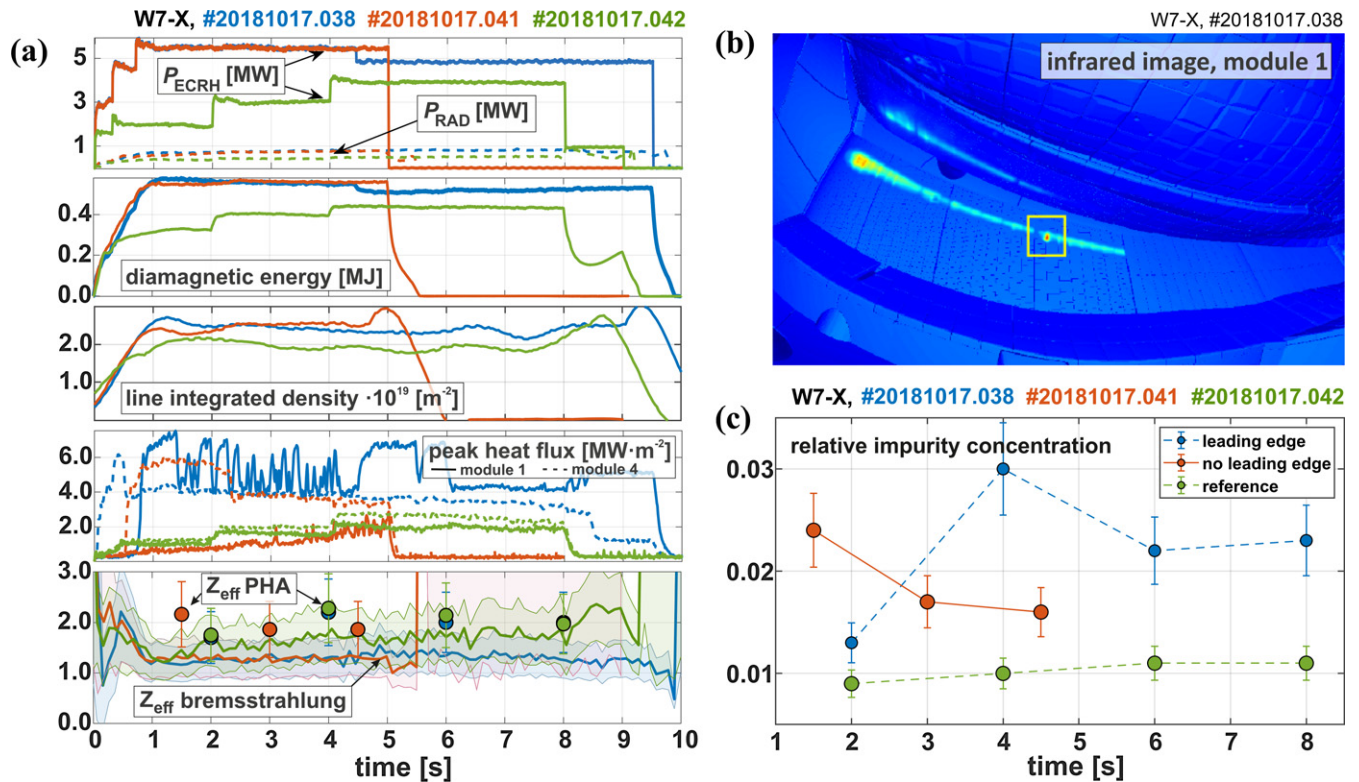 W7-X, #20181017.038 #20181017.041 #20181017.042
(a)
5
3
1
P_ECRH [MW]
P_RAD [MW]
0.4
0.2
0.0
diamagnetic energy [MJ]
2.0
1.0
line integrated density ·10¹⁹ [m⁻²]
6.0
4.0
2.0
peak heat flux [MW·m⁻²]
module 1 module 4
3.0
2.0
1.0
0.0
Z_eff PHA
Z_eff bremsstrahlung
0 1 2 3 4 5 6 7 8 9 10
time [s]
W7-X, #20181017.038
(b)
infrared image, module 1
W7-X, #20181017.038 #20181017.041 #20181017.042
(c)
relative impurity concentration
leading edge
no leading edge
reference
0.03
0.02
0.01
1 2 3 4 5 6 7 8
time [s]